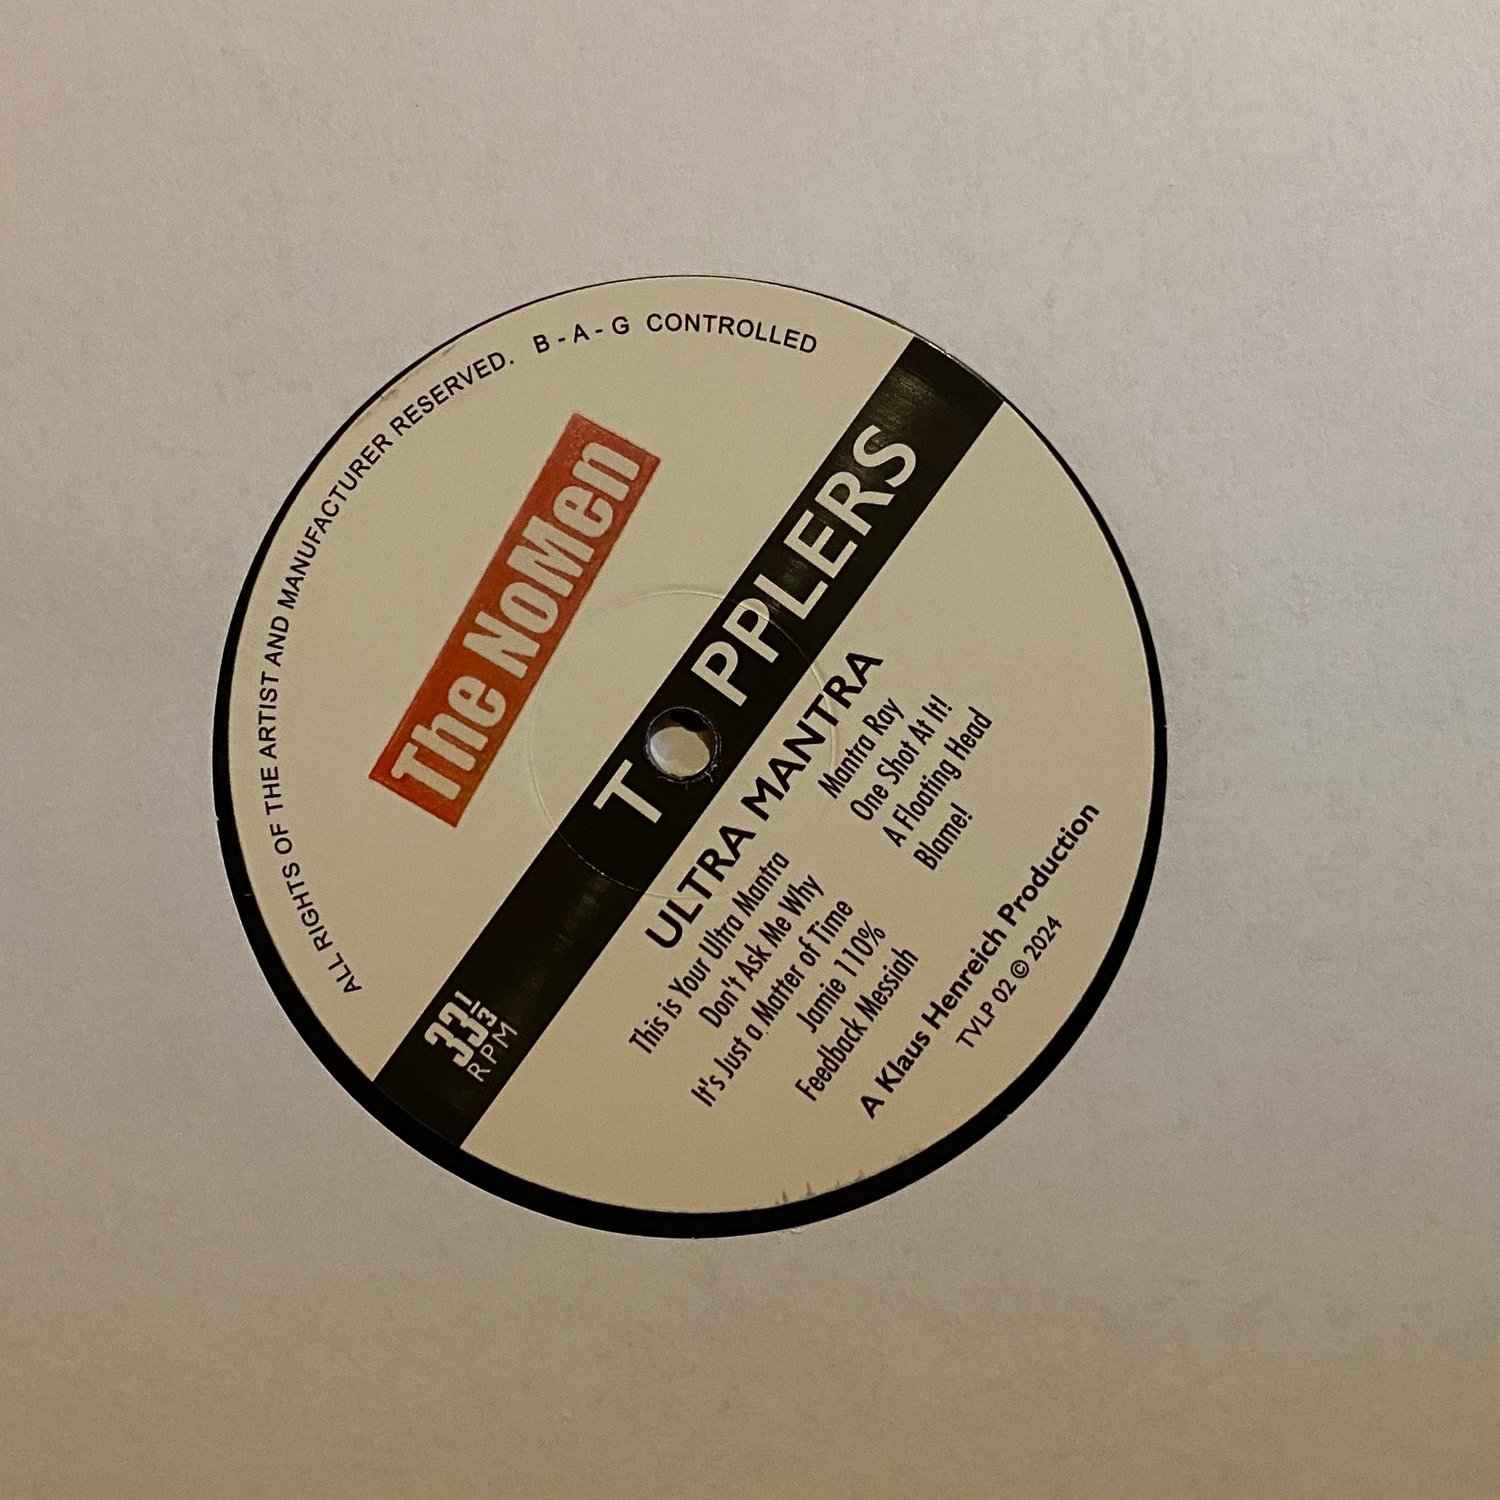 ALL RIGHTS OF THE ARTIST AND MANUFACTURER RESERVED. B - A - G CONTROLLED
The NoMen
T PPLERS
33 1/3
RPM
ULTRA MANTRA
This is Your Ultra Mantra
Don't Ask Me Why
It's Just a Matter of Time
Jamie 110%
Feedback Messiah
Mantra Ray
One Shot At It!
A Floating Head
Blame!
A Klaus Henreich Production
TVLP 02 © 2024